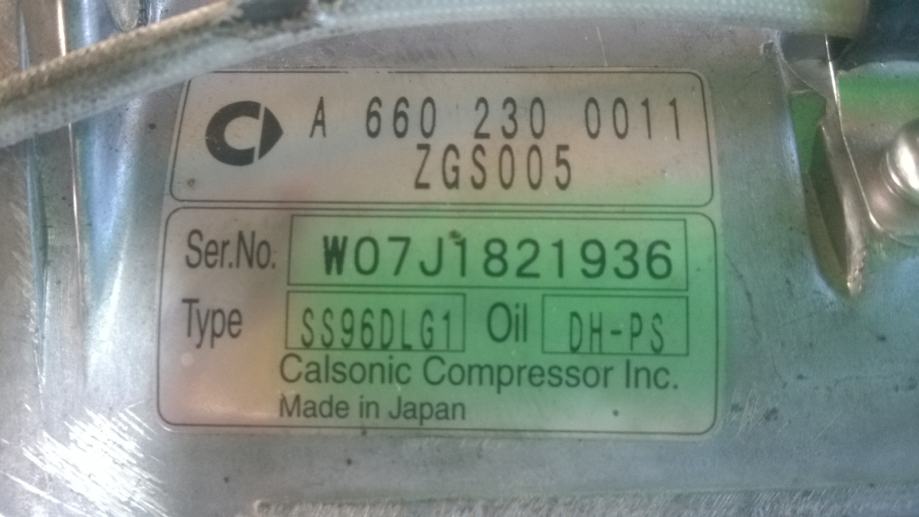 A 660 230 0011
ZGS005
Ser.No. W07J1821936
Type SS96DLG1 Oil DH-PS
Calsonic Compressor Inc.
Made in Japan